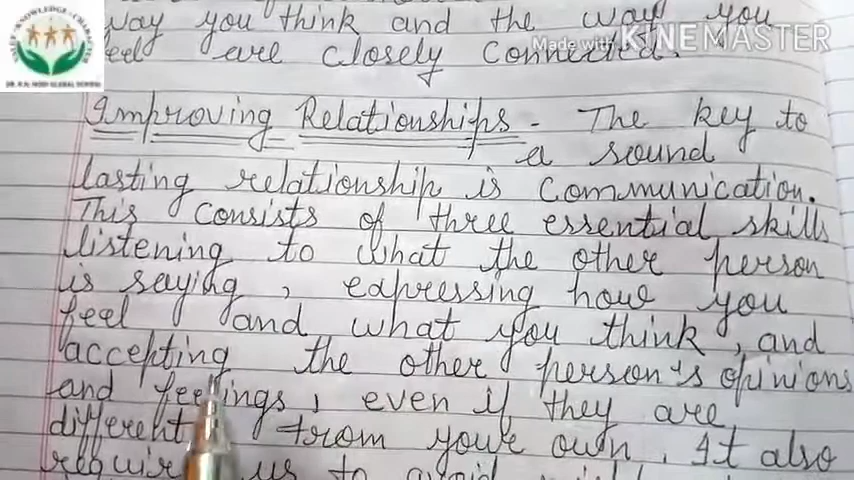 way you think and the way you
feel are closely connected.
Made with KINEMASTER
Improving Relationships - The key to
a sound
lasting relationship is communication.
This consists of three essential skills
listening to what the other person
is saying, expressing how you
feel and what you think, and
accepting the other person's opinions
and feelings, even if they are
different from your own. It also
us to avoid